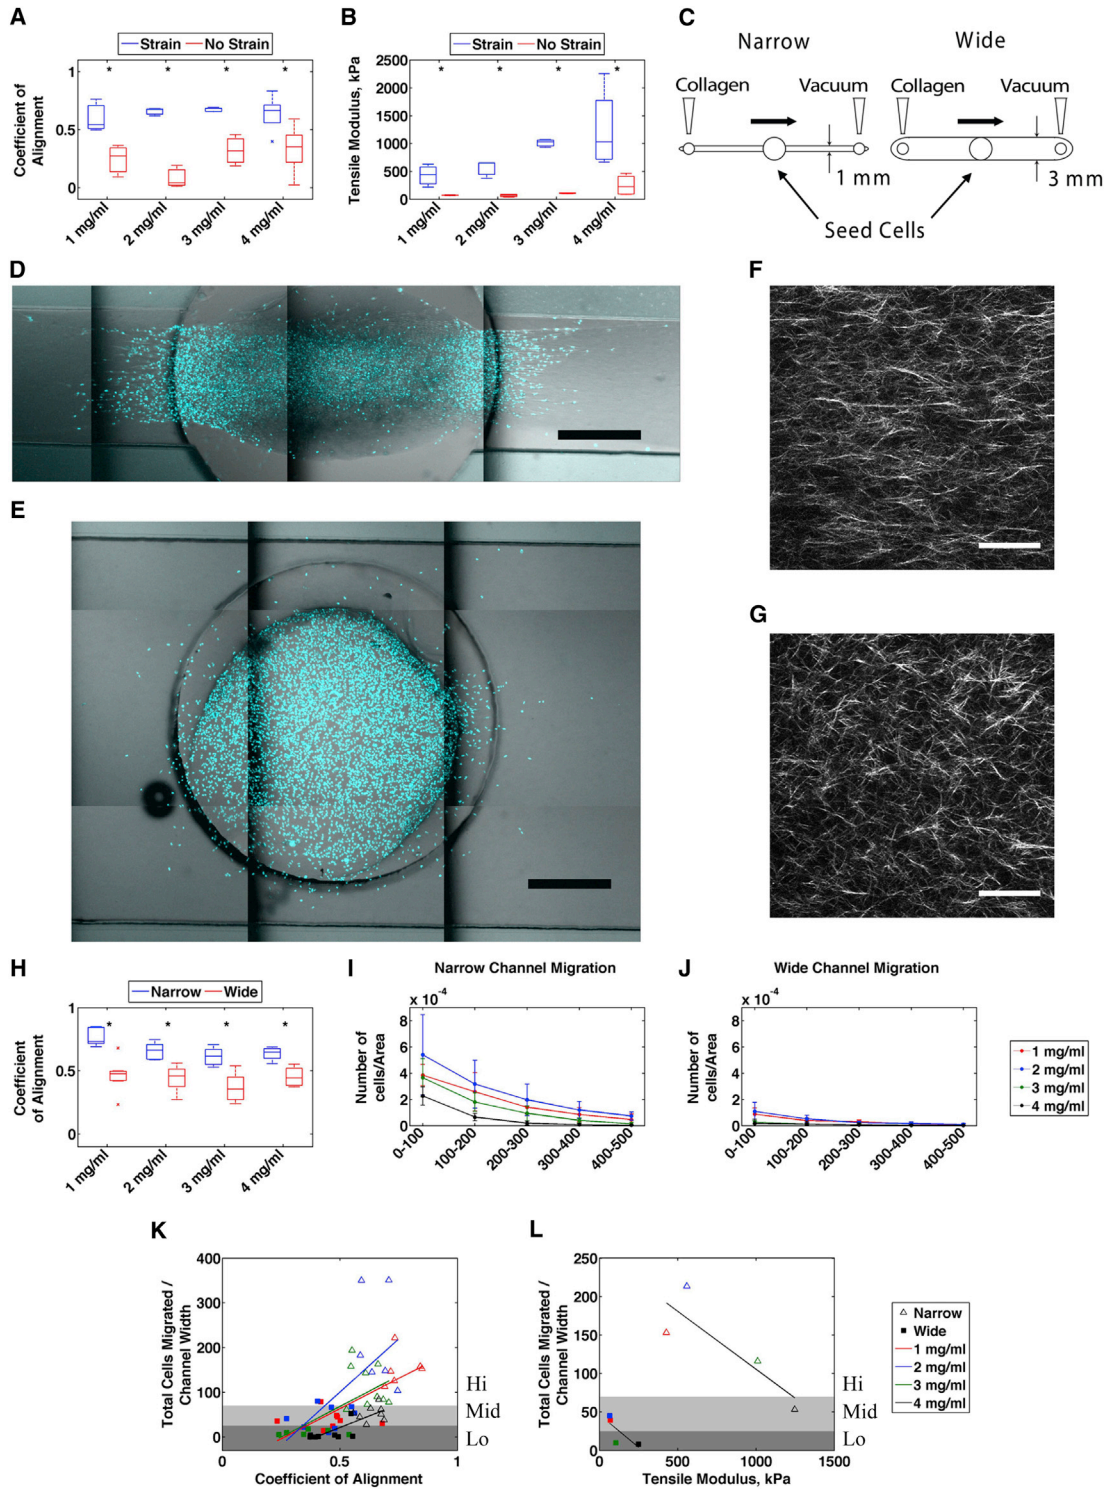 A
Strain
No Strain
Coefficient of
Alignment
1
0.5
0
*
*
*
*
1 mg/ml
2 mg/ml
3 mg/ml
4 mg/ml
B
Strain
No Strain
Tensile Modulus, kPa
2500
2000
1500
1000
500
0
*
*
*
*
1 mg/ml
2 mg/ml
3 mg/ml
4 mg/ml
C
Narrow
Wide
Collagen
Vacuum
Collagen
Vacuum
1 mm
3 mm
Seed Cells
D
F
E
G
H
Narrow
Wide
Coefficient
of Alignment
1
0.5
0
*
*
*
*
1 mg/ml
2 mg/ml
3 mg/ml
4 mg/ml
I
Narrow Channel Migration
x 10⁻⁴
Number of
cells/Area
8
6
4
2
0
0-100
100-200
200-300
300-400
400-500
J
Wide Channel Migration
x 10⁻⁴
Number of
cells/Area
8
6
4
2
0
0-100
100-200
200-300
300-400
400-500
1 mg/ml
2 mg/ml
3 mg/ml
4 mg/ml
K
Total Cells Migrated /
Channel Width
400
300
200
100
0
0
0.5
1
Coefficient of Alignment
Hi
Mid
Lo
L
Total Cells Migrated /
Channel Width
250
200
150
100
50
0
0
500
1000
1500
Tensile Modulus, kPa
Hi
Mid
Lo
Narrow
Wide
1 mg/ml
2 mg/ml
3 mg/ml
4 mg/ml